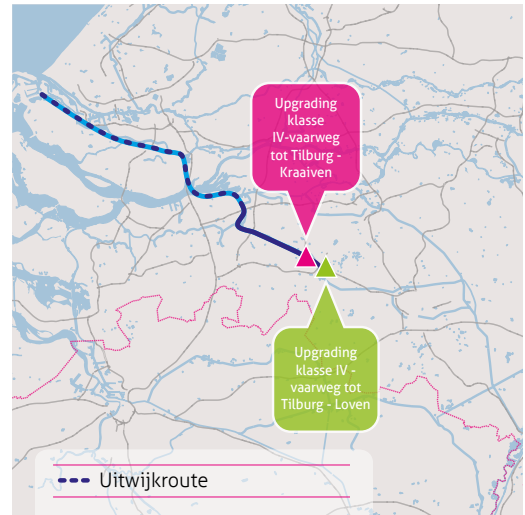 Upgrading
klasse
IV-vaarweg
tot Tilburg -
Kraaiven
Upgrading
klasse IV -
vaarweg tot
Tilburg - Loven
Uitwijkroute